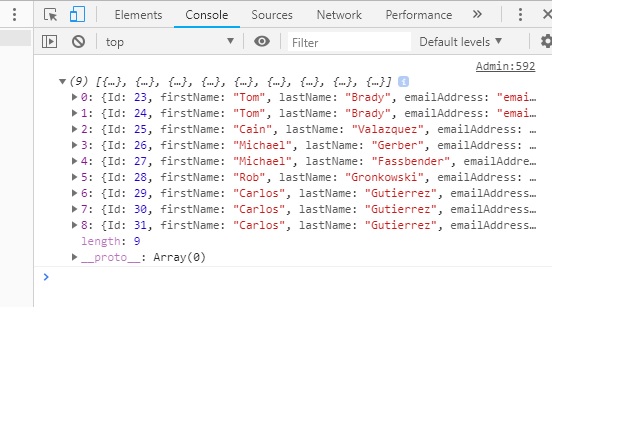 Elements Console Sources Network Performance »
top Filter Default levels
Admin:592
(9) [{…}, {…}, {…}, {…}, {…}, {…}, {…}, {…}, {…}] i
0: {Id: 23, firstName: "Tom", lastName: "Brady", emailAddress: "emai…
1: {Id: 24, firstName: "Tom", lastName: "Brady", emailAddress: "emai…
2: {Id: 25, firstName: "Cain", lastName: "Valazquez", emailAddress: …
3: {Id: 26, firstName: "Michael", lastName: "Gerber", emailAddress: …
4: {Id: 27, firstName: "Michael", lastName: "Fassbender", emailAddre…
5: {Id: 28, firstName: "Rob", lastName: "Gronkowski", emailAddress: …
6: {Id: 29, firstName: "Carlos", lastName: "Gutierrez", emailAddress…
7: {Id: 30, firstName: "Carlos", lastName: "Gutierrez", emailAddress…
8: {Id: 31, firstName: "Carlos", lastName: "Gutierrez", emailAddress…
length: 9
__proto__: Array(0)